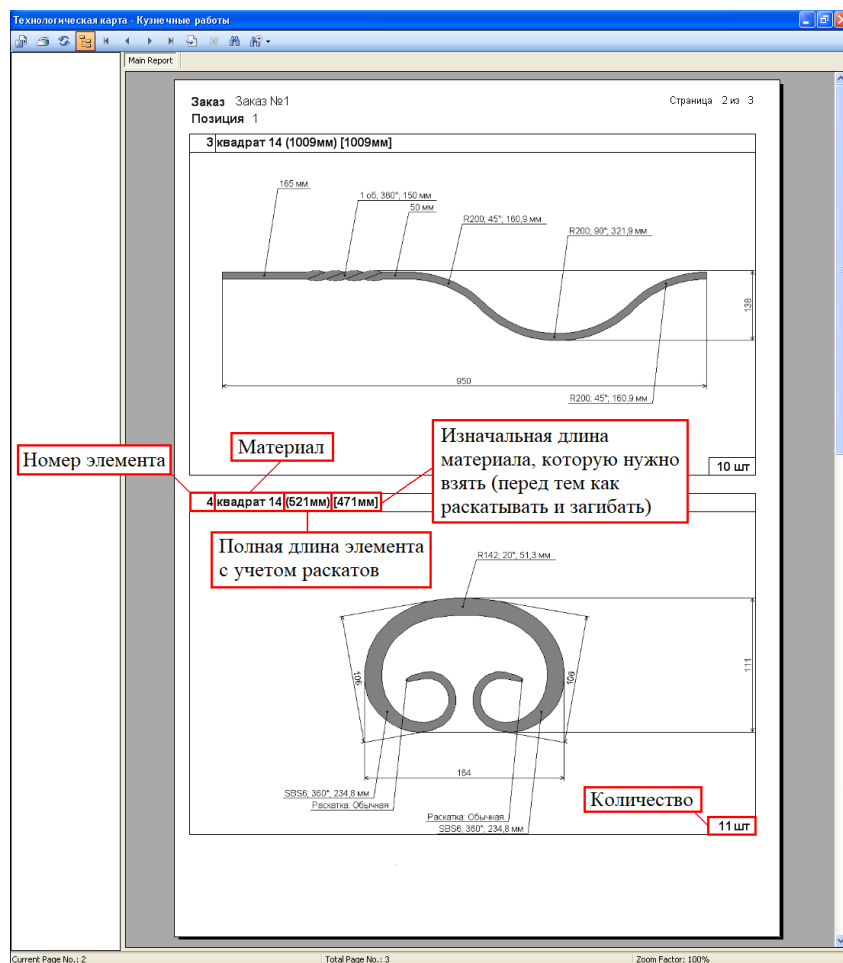 Технологическая карта - Кузнечные работы
Main Report
Заказ Заказ №1
Страница 2 из 3
Позиция 1
3 квадрат 14 (1009мм) [1009мм]
165 мм
1 об; 360°; 150 мм
50 мм
R200; 45°; 160,9 мм
R200; 90°; 321,9 мм
138
950
R200; 45°; 160,9 мм
10 шт
Номер элемента
Материал
Изначальная длина
материала, которую нужно
взять (перед тем как
раскатывать и загибать)
4 квадрат 14 (521мм) [471мм]
Полная длина элемента
с учетом раскатов
R142; 20°; 51,3 мм
106
106
111
164
SBS6; 360°; 234,8 мм
Раскатка: Обычная
Раскатка: Обычная
SBS6; 360°; 234,8 мм
Количество
11 шт
Current Page No.: 2
Total Page No.: 3
Zoom Factor: 100%